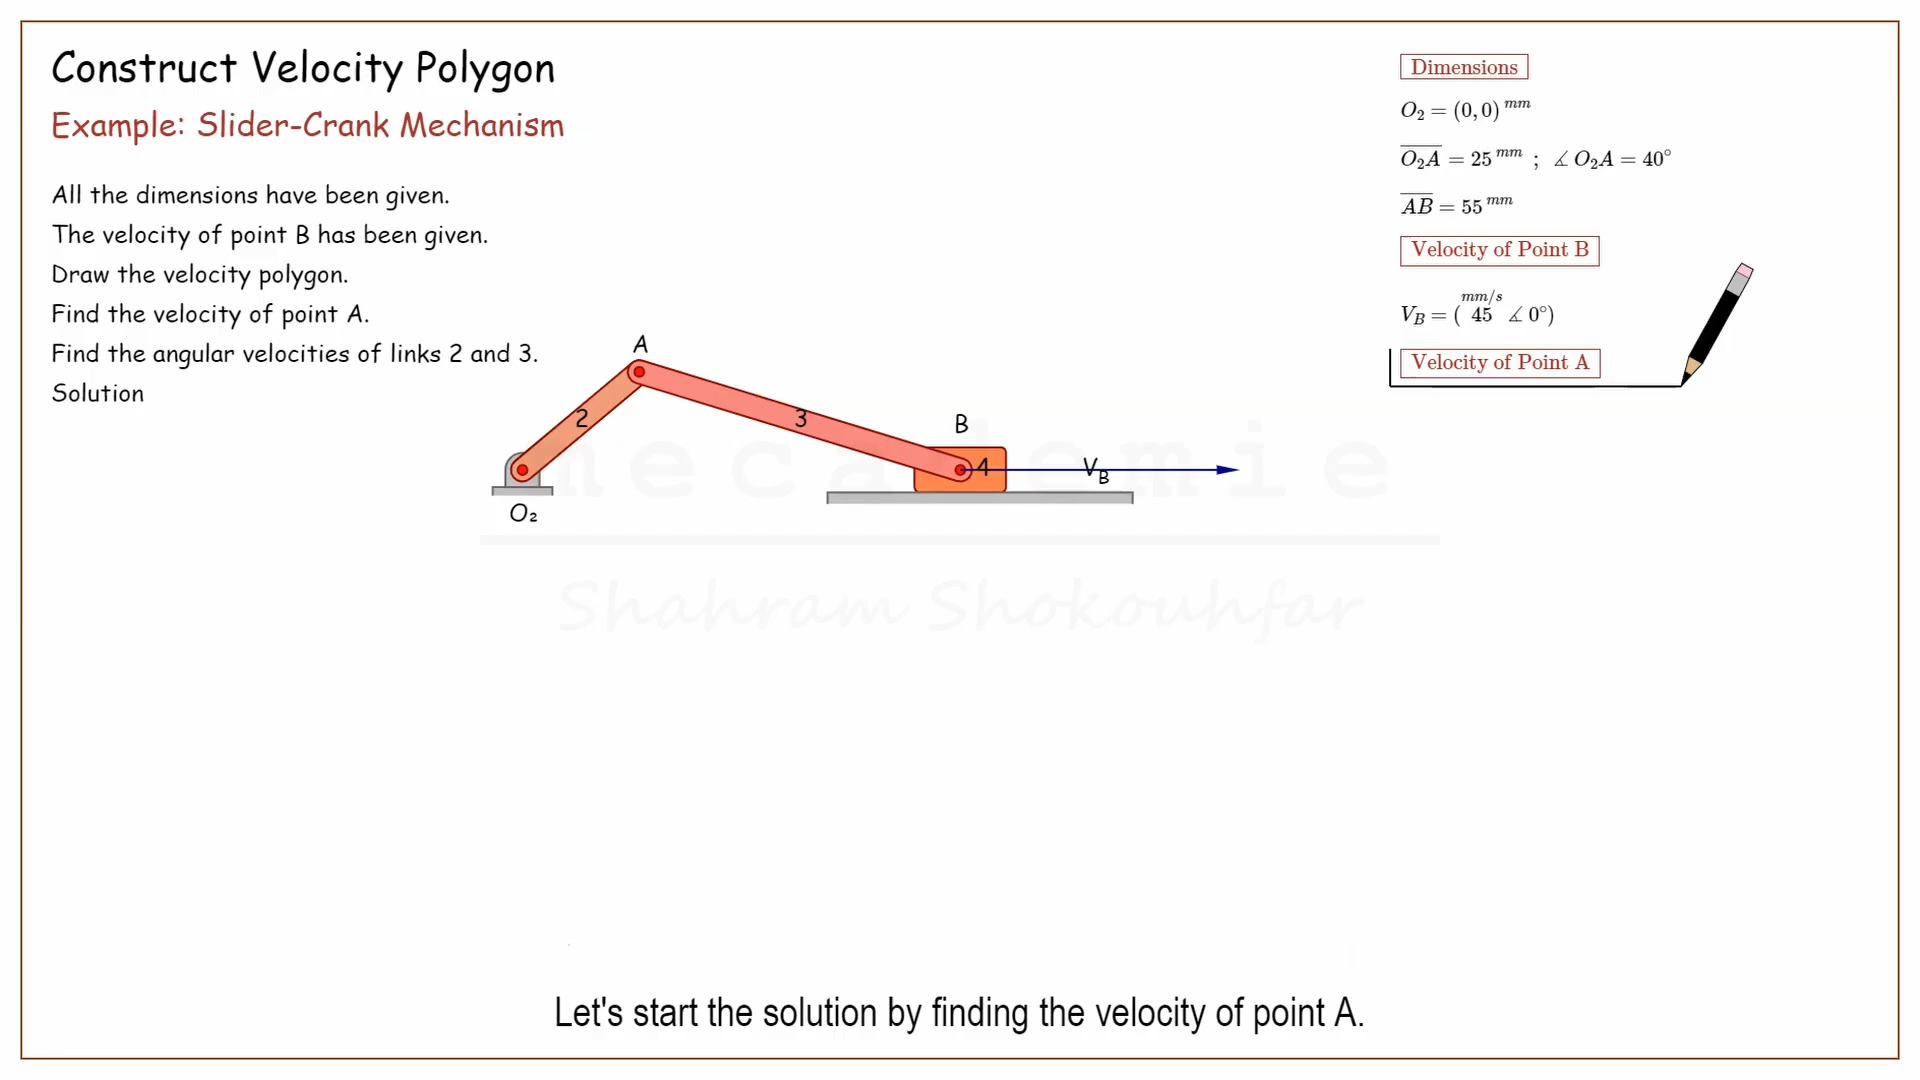 Construct Velocity Polygon
Example: Slider-Crank Mechanism
All the dimensions have been given.
The velocity of point B has been given.
Draw the velocity polygon.
Find the velocity of point A.
Find the angular velocities of links 2 and 3.
Solution
Dimensions
O₂ = (0, 0) mm
O₂A = 25 mm ; ∡ O₂A = 40°
AB = 55 mm
Velocity of Point B
mm/s
V_B = ( 45 ∡ 0°)
Velocity of Point A
A
2
3
B
4
V_B
O₂
mecademie
Shahram Shokouhfar
Let's start the solution by finding the velocity of point A.